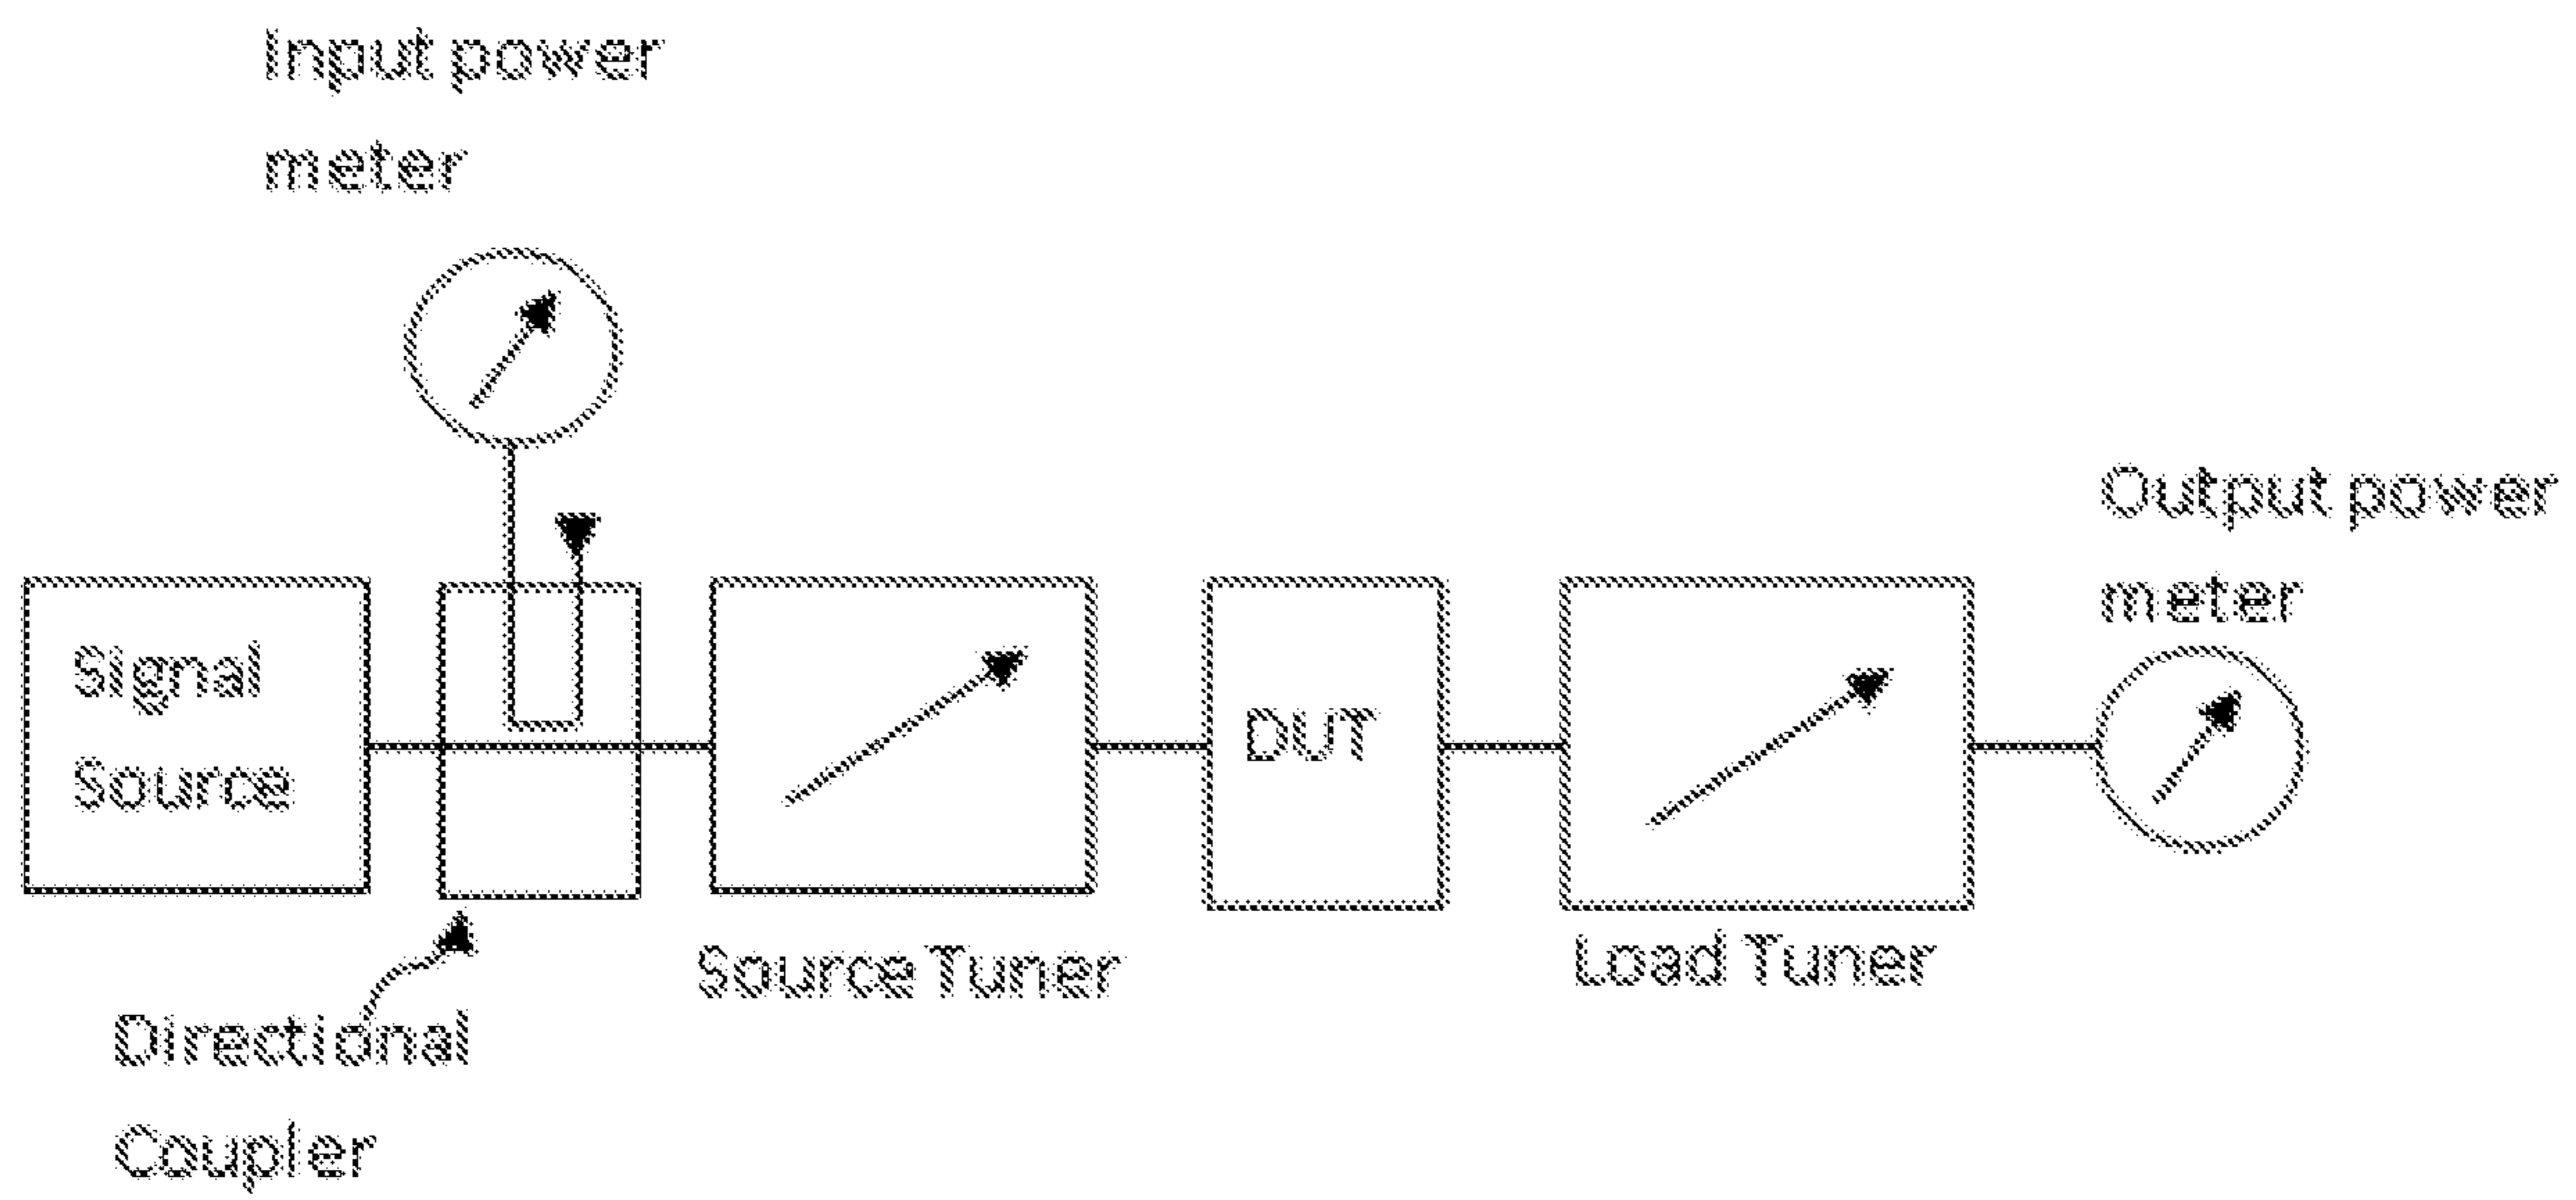 Input power
meter
Output power
meter
Signal
Source
DUT
Source Tuner
Load Tuner
Directional
Coupler